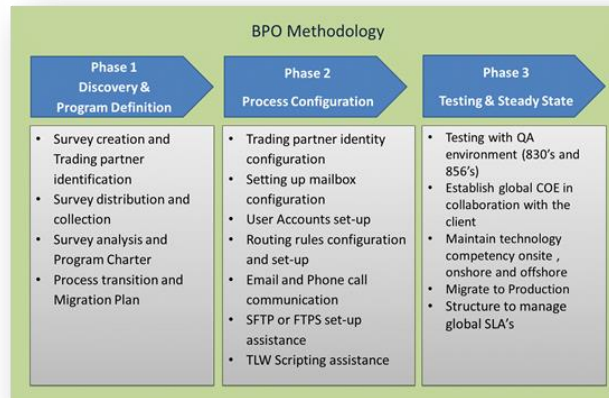 BPO Methodology
Phase 1
Discovery &
Program Definition
• Survey creation and
Trading partner
identification
• Survey distribution and
collection
• Survey analysis and
Program Charter
• Process transition and
Migration Plan
Phase 2
Process Configuration
• Trading partner identity
configuration
• Setting up mailbox
configuration
• User Accounts set-up
• Routing rules configuration
and set-up
• Email and Phone call
communication
• SFTP or FTPS set-up
assistance
• TLW Scripting assistance
Phase 3
Testing & Steady State
• Testing with QA
environment (830's and
856's)
• Establish global COE in
collaboration with the
client
• Maintain technology
competency onsite ,
onshore and offshore
• Migrate to Production
• Structure to manage
global SLA's